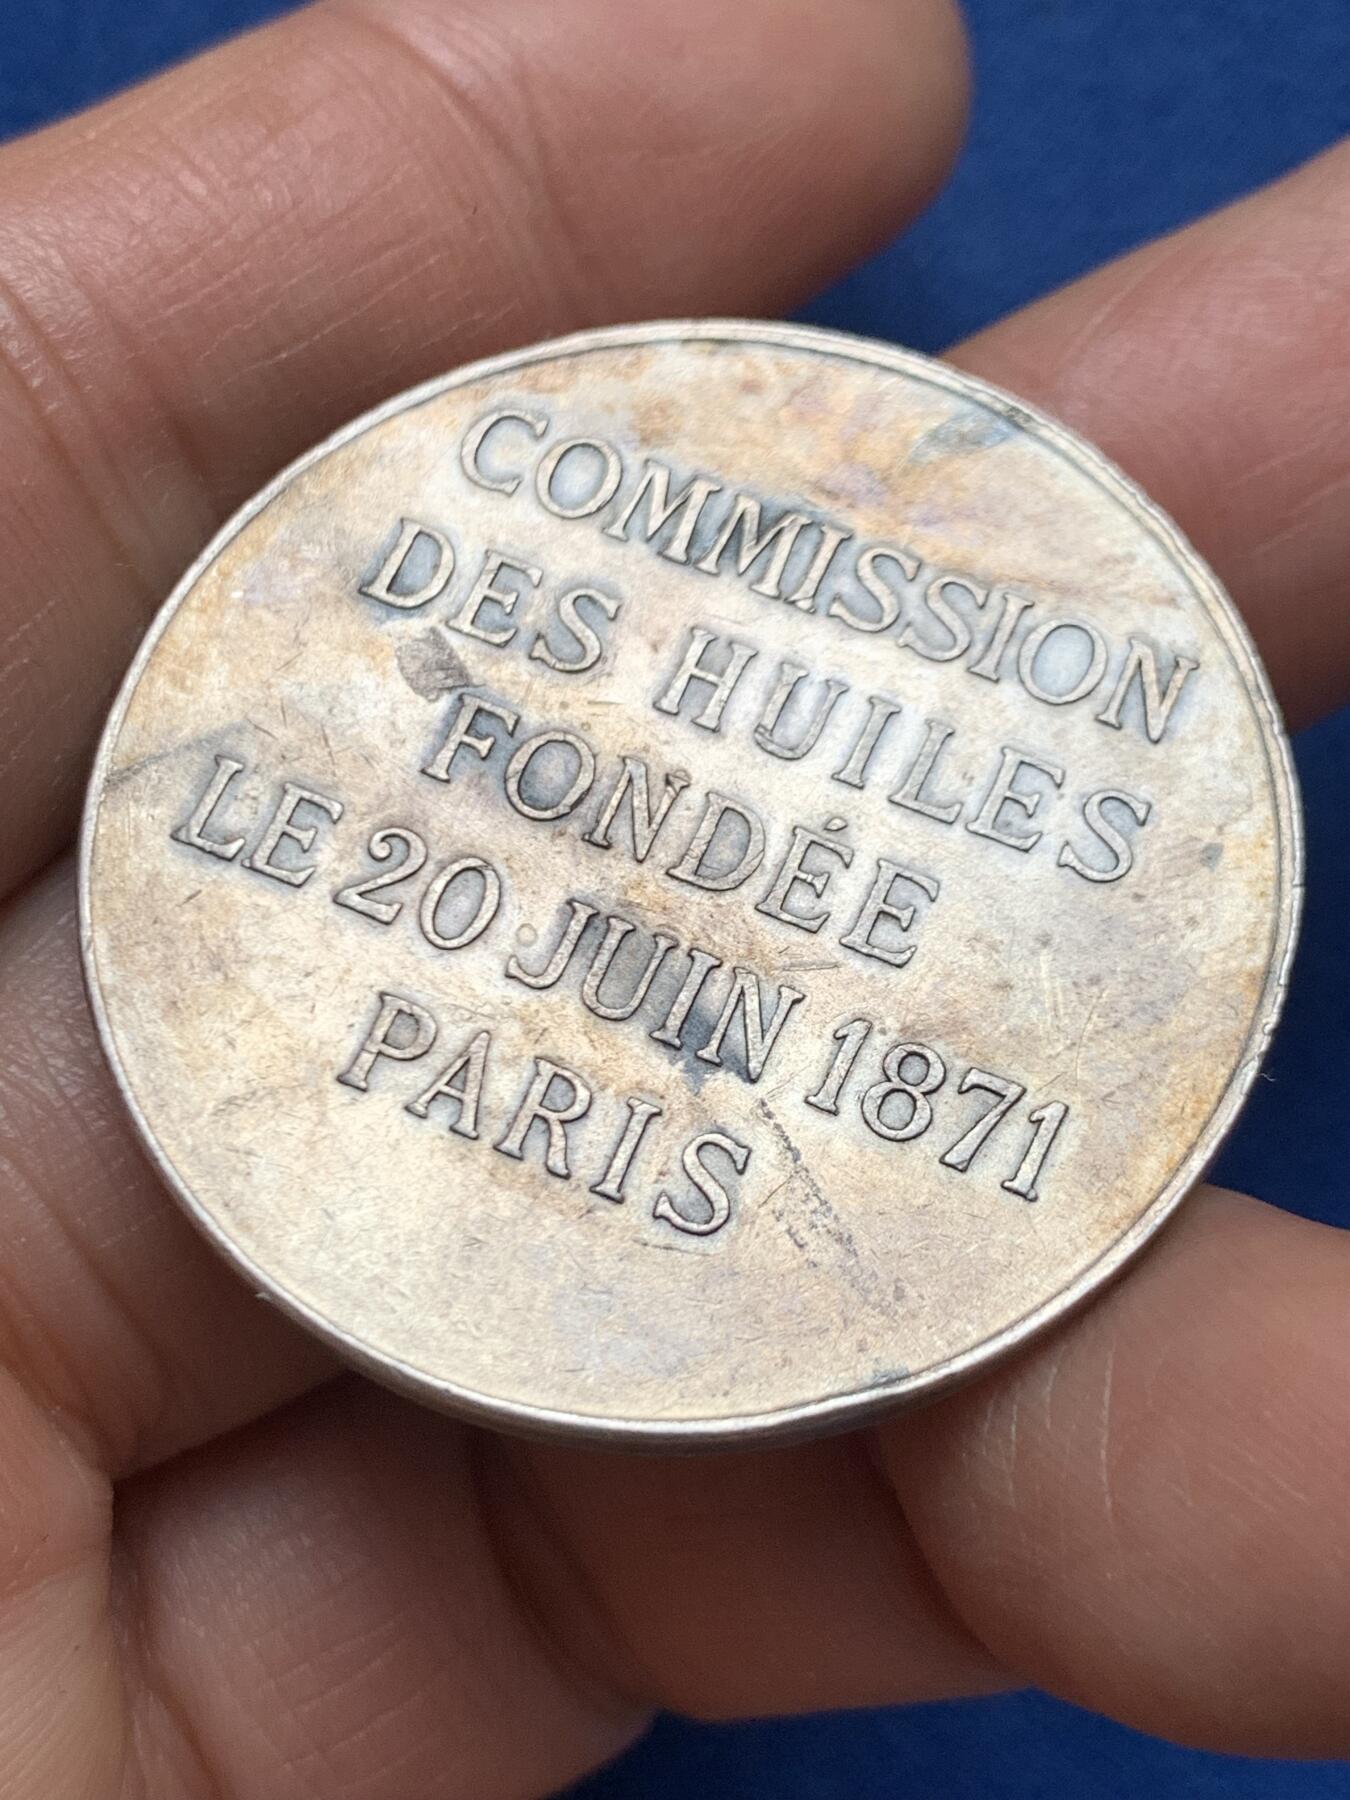 COMMISSION
DES HUILES
FONDÉE
LE 20 JUIN 1871
PARIS